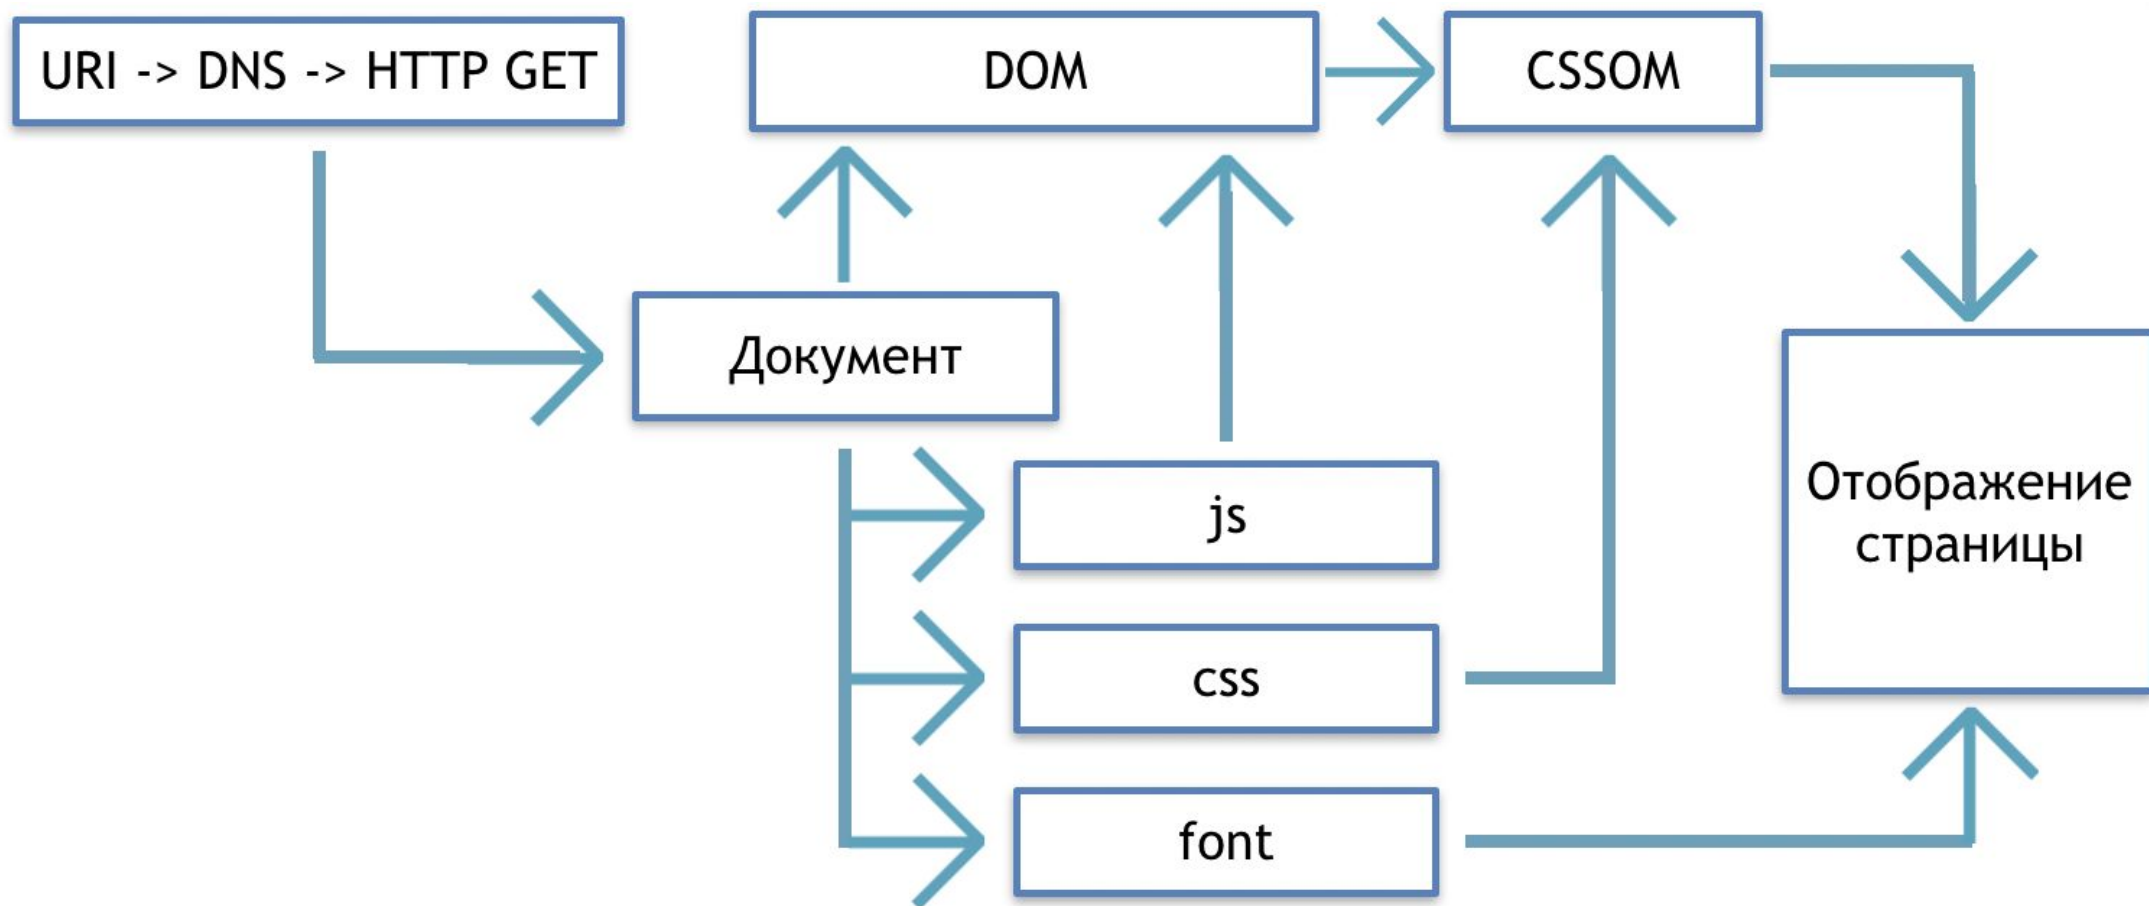 URI -> DNS -> HTTP GET
DOM
CSSOM
Документ
js
css
font
Отображение
страницы